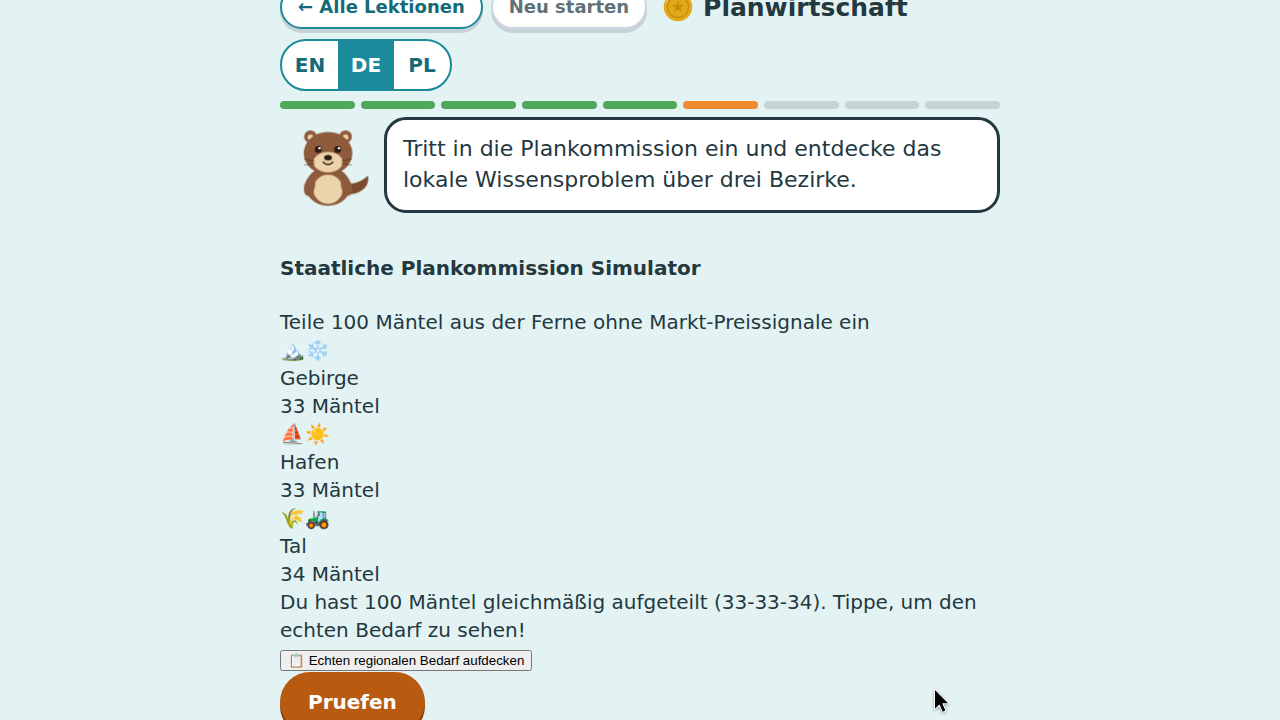 ← Alle Lektionen
Neu starten
Planwirtschaft
EN DE PL
Tritt in die Plankommission ein und entdecke das
lokale Wissensproblem über drei Bezirke.
Staatliche Plankommission Simulator
Teile 100 Mäntel aus der Ferne ohne Markt-Preissignale ein
Gebirge
33 Mäntel
Hafen
33 Mäntel
Tal
34 Mäntel
Du hast 100 Mäntel gleichmäßig aufgeteilt (33-33-34). Tippe, um den
echten Bedarf zu sehen!
Echten regionalen Bedarf aufdecken
Pruefen